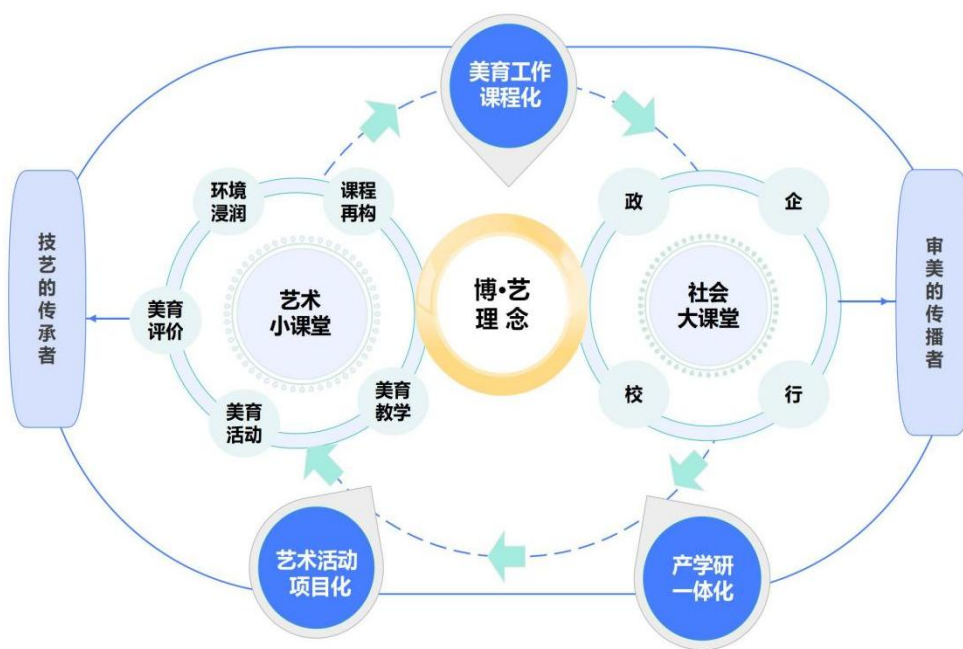 美育工作
课程化
环境
浸润
课程
再构
政
企
技艺的传承者
美育
评价
艺术
小课堂
博·艺
理念
社会
大课堂
审美的传播者
美育
活动
美育
教学
校
行
艺术活动
项目化
产学研
一体化